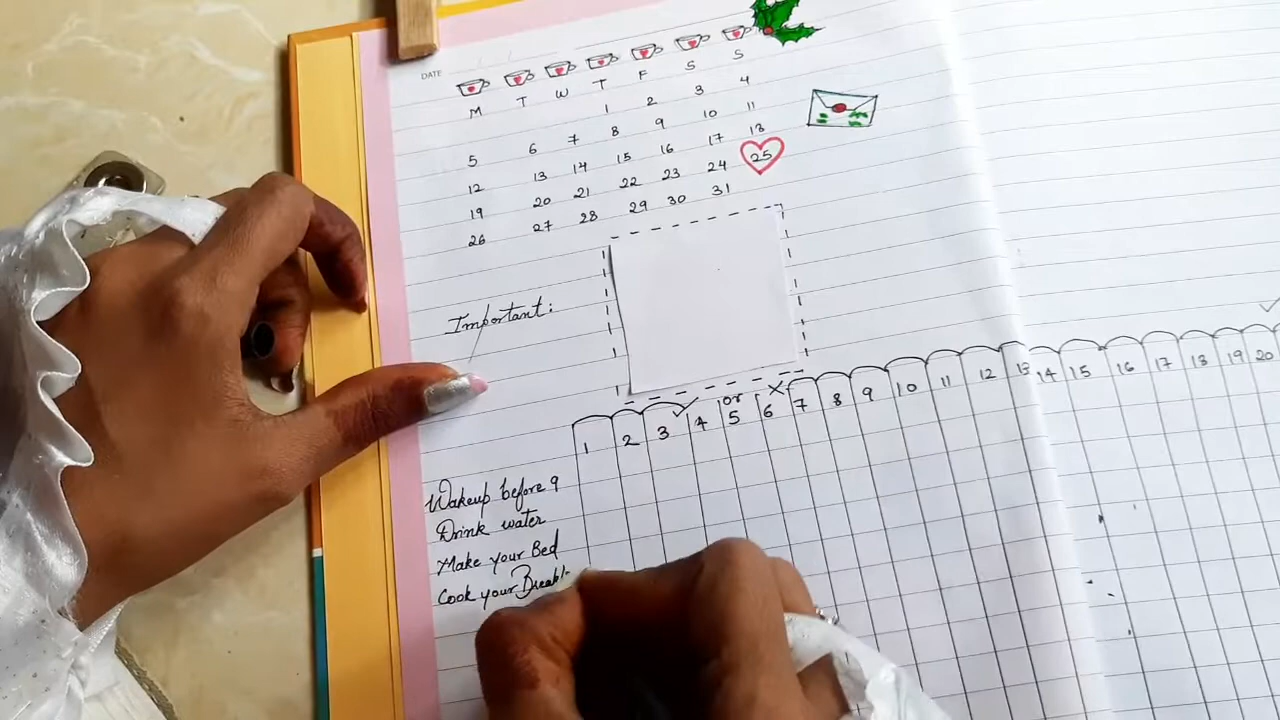 DATE
M T W T F S S
1 2 3 4
5 6 7 8 9 10 11
12 13 14 15 16 17 18
19 20 21 22 23 24 25
26 27 28 29 30 31
Important:
or X
1 2 3 4 5 6 7 8 9 10 11 12 13 14 15 16 17 18 19 20
Wakeup before 9
Drink water
Make your Bed
Cook your